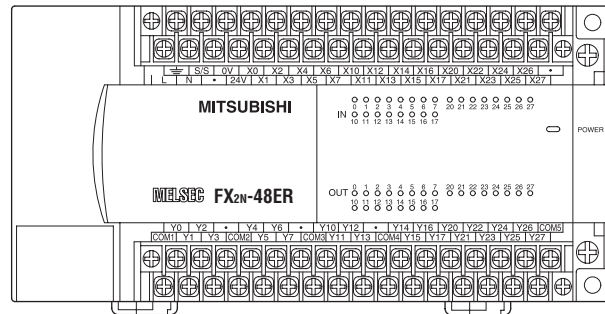 ⏚ S/S 0V X0 X2 X4 X6 X10 X12 X14 X16 X20 X22 X24 X26 •
L N • 24V X1 X3 X5 X7 X11 X13 X15 X17 X21 X23 X25 X27
MITSUBISHI
0 1 2 3 4 5 6 7 20 21 22 23 24 25 26 27
IN
10 11 12 13 14 15 16 17
POWER
MELSEC FX2N-48ER
0 1 2 3 4 5 6 7 20 21 22 23 24 25 26 27
OUT
10 11 12 13 14 15 16 17
Y0 Y2 • Y4 Y6 • Y10 Y12 • Y14 Y16 Y20 Y22 Y24 Y26 COM5
COM1 Y1 Y3 COM2 Y5 Y7 COM3 Y11 Y13 COM4 Y15 Y17 Y21 Y23 Y25 Y27